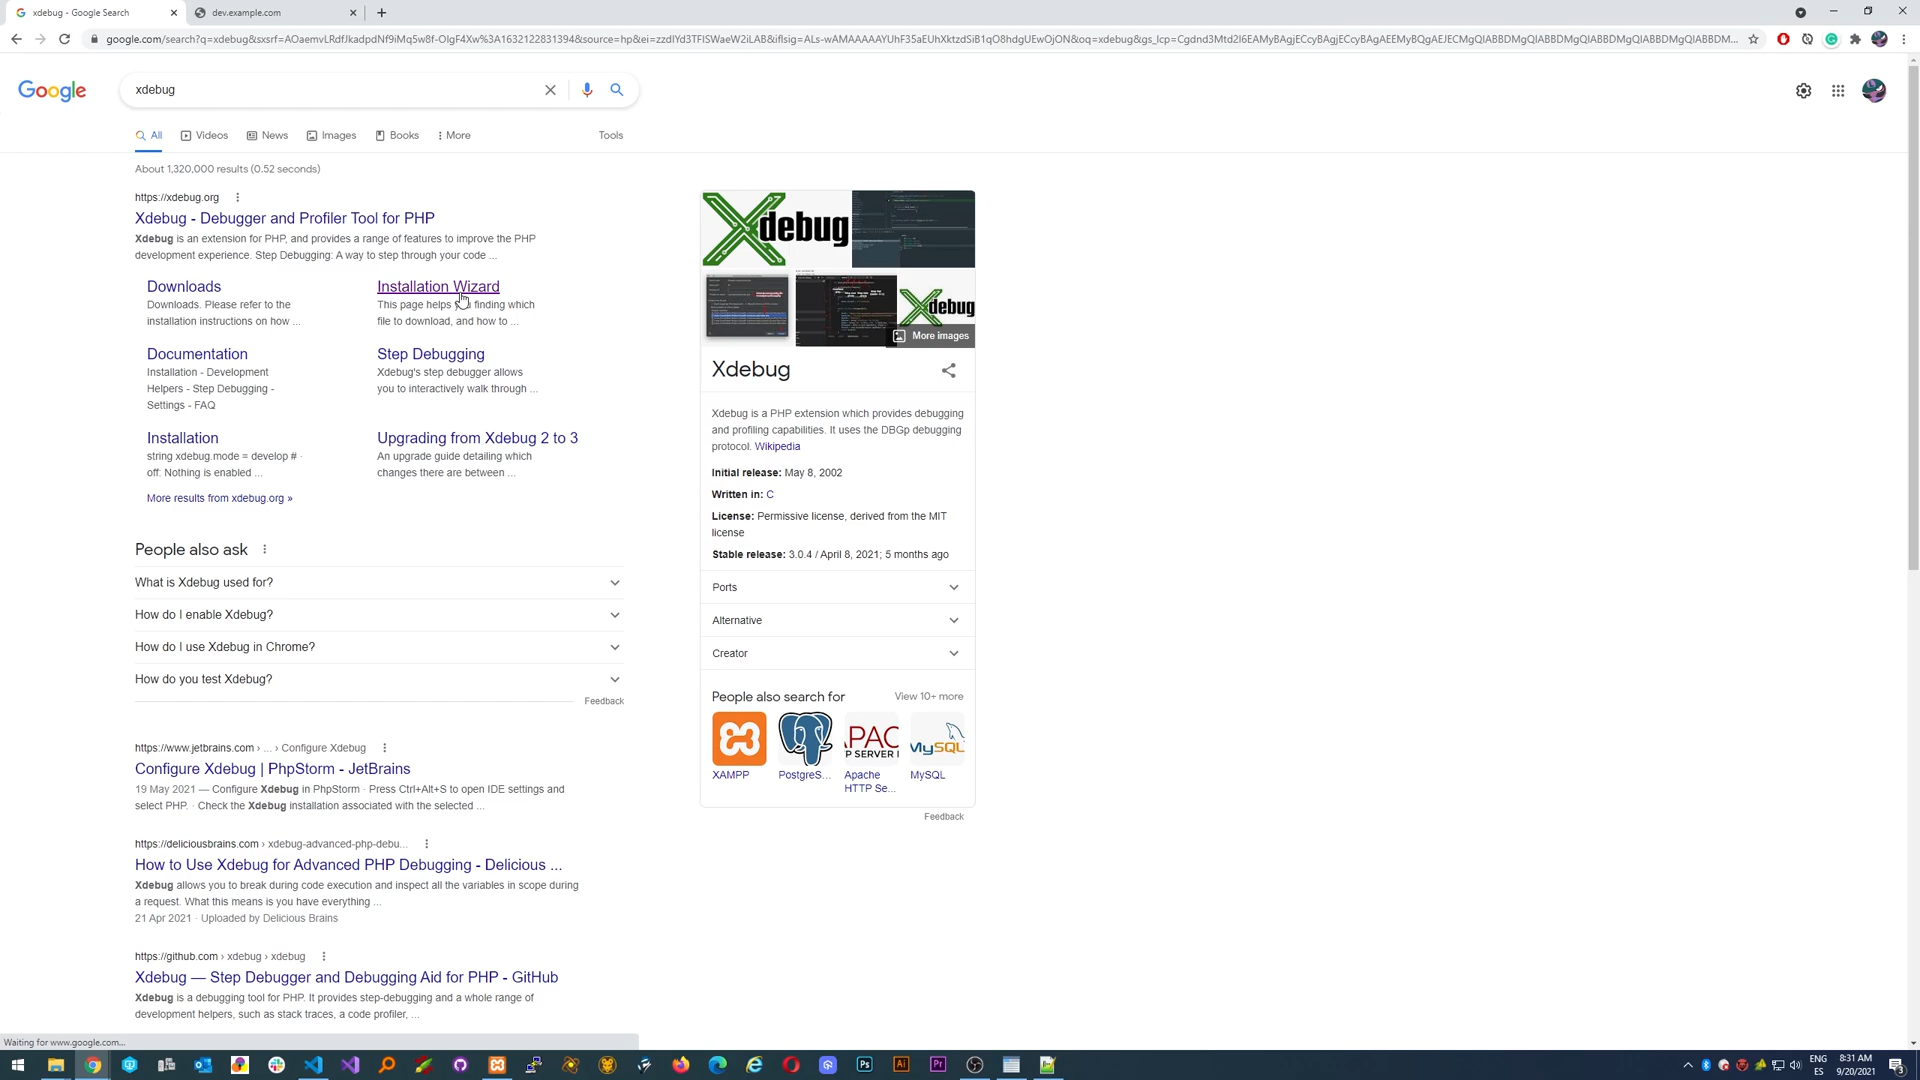 xdebug - Google Search
dev.example.com
google.com/search?q=xdebug&sxsrf=
Google
xdebug
All
Videos
News
Images
Books
More
Tools
About 1,320,000 results (0.52 seconds)
https://xdebug.org
Xdebug - Debugger and Profiler Tool for PHP
Xdebug is an extension for PHP, and provides a range of features to improve the PHP
development experience. Step Debugging: A way to step through your code ...
Downloads
Downloads. Please refer to the
installation instructions on how ...
Installation Wizard
This page helps you finding which
file to download, and how to ...
Documentation
Installation - Development
Helpers - Step Debugging -
Settings - FAQ
Step Debugging
Xdebug's step debugger allows
you to interactively walk through ...
Installation
string xdebug.mode = develop # ·
off: Nothing is enabled ...
Upgrading from Xdebug 2 to 3
An upgrade guide detailing which
changes there are between ...
More results from xdebug.org »
People also ask
What is Xdebug used for?
How do I enable Xdebug?
How do I use Xdebug in Chrome?
How do you test Xdebug?
Feedback
https://www.jetbrains.com › ... › Configure Xdebug
Configure Xdebug | PhpStorm - JetBrains
19 May 2021 — Configure Xdebug in PhpStorm · Press Ctrl+Alt+S to open IDE settings and
select PHP. · Check the Xdebug installation associated with the selected ...
https://deliciousbrains.com › xdebug-advanced-php-debu...
How to Use Xdebug for Advanced PHP Debugging - Delicious ...
Xdebug allows you to break during code execution and inspect all the variables in scope during
a request. What this means is you have everything ...
21 Apr 2021 · Uploaded by Delicious Brains
https://github.com › xdebug › xdebug
Xdebug — Step Debugger and Debugging Aid for PHP - GitHub
Xdebug is a debugging tool for PHP. It provides step-debugging and a whole range of
development helpers, such as stack traces, a code profiler, ...
Xdebug
Xdebug
More images
Xdebug
Xdebug is a PHP extension which provides debugging
and profiling capabilities. It uses the DBGp debugging
protocol. Wikipedia
Initial release: May 8, 2002
Written in: C
License: Permissive license, derived from the MIT
license
Stable release: 3.0.4 / April 8, 2021; 5 months ago
Ports
Alternative
Creator
People also search for
View 10+ more
APAC
P SERVER
MySQL
XAMPP
PostgreS...
Apache
HTTP Se...
MySQL
Feedback
Waiting for www.google.com...
Ps
Ai
Pr
ENG
ES
8:31 AM
9/20/2021
3